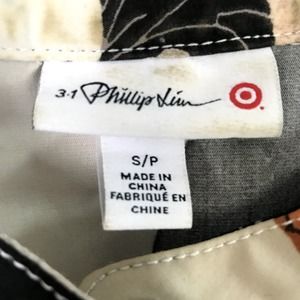 3.1 Phillip Lim
S/P
MADE IN
CHINA
FABRIQUÉ EN
CHINE